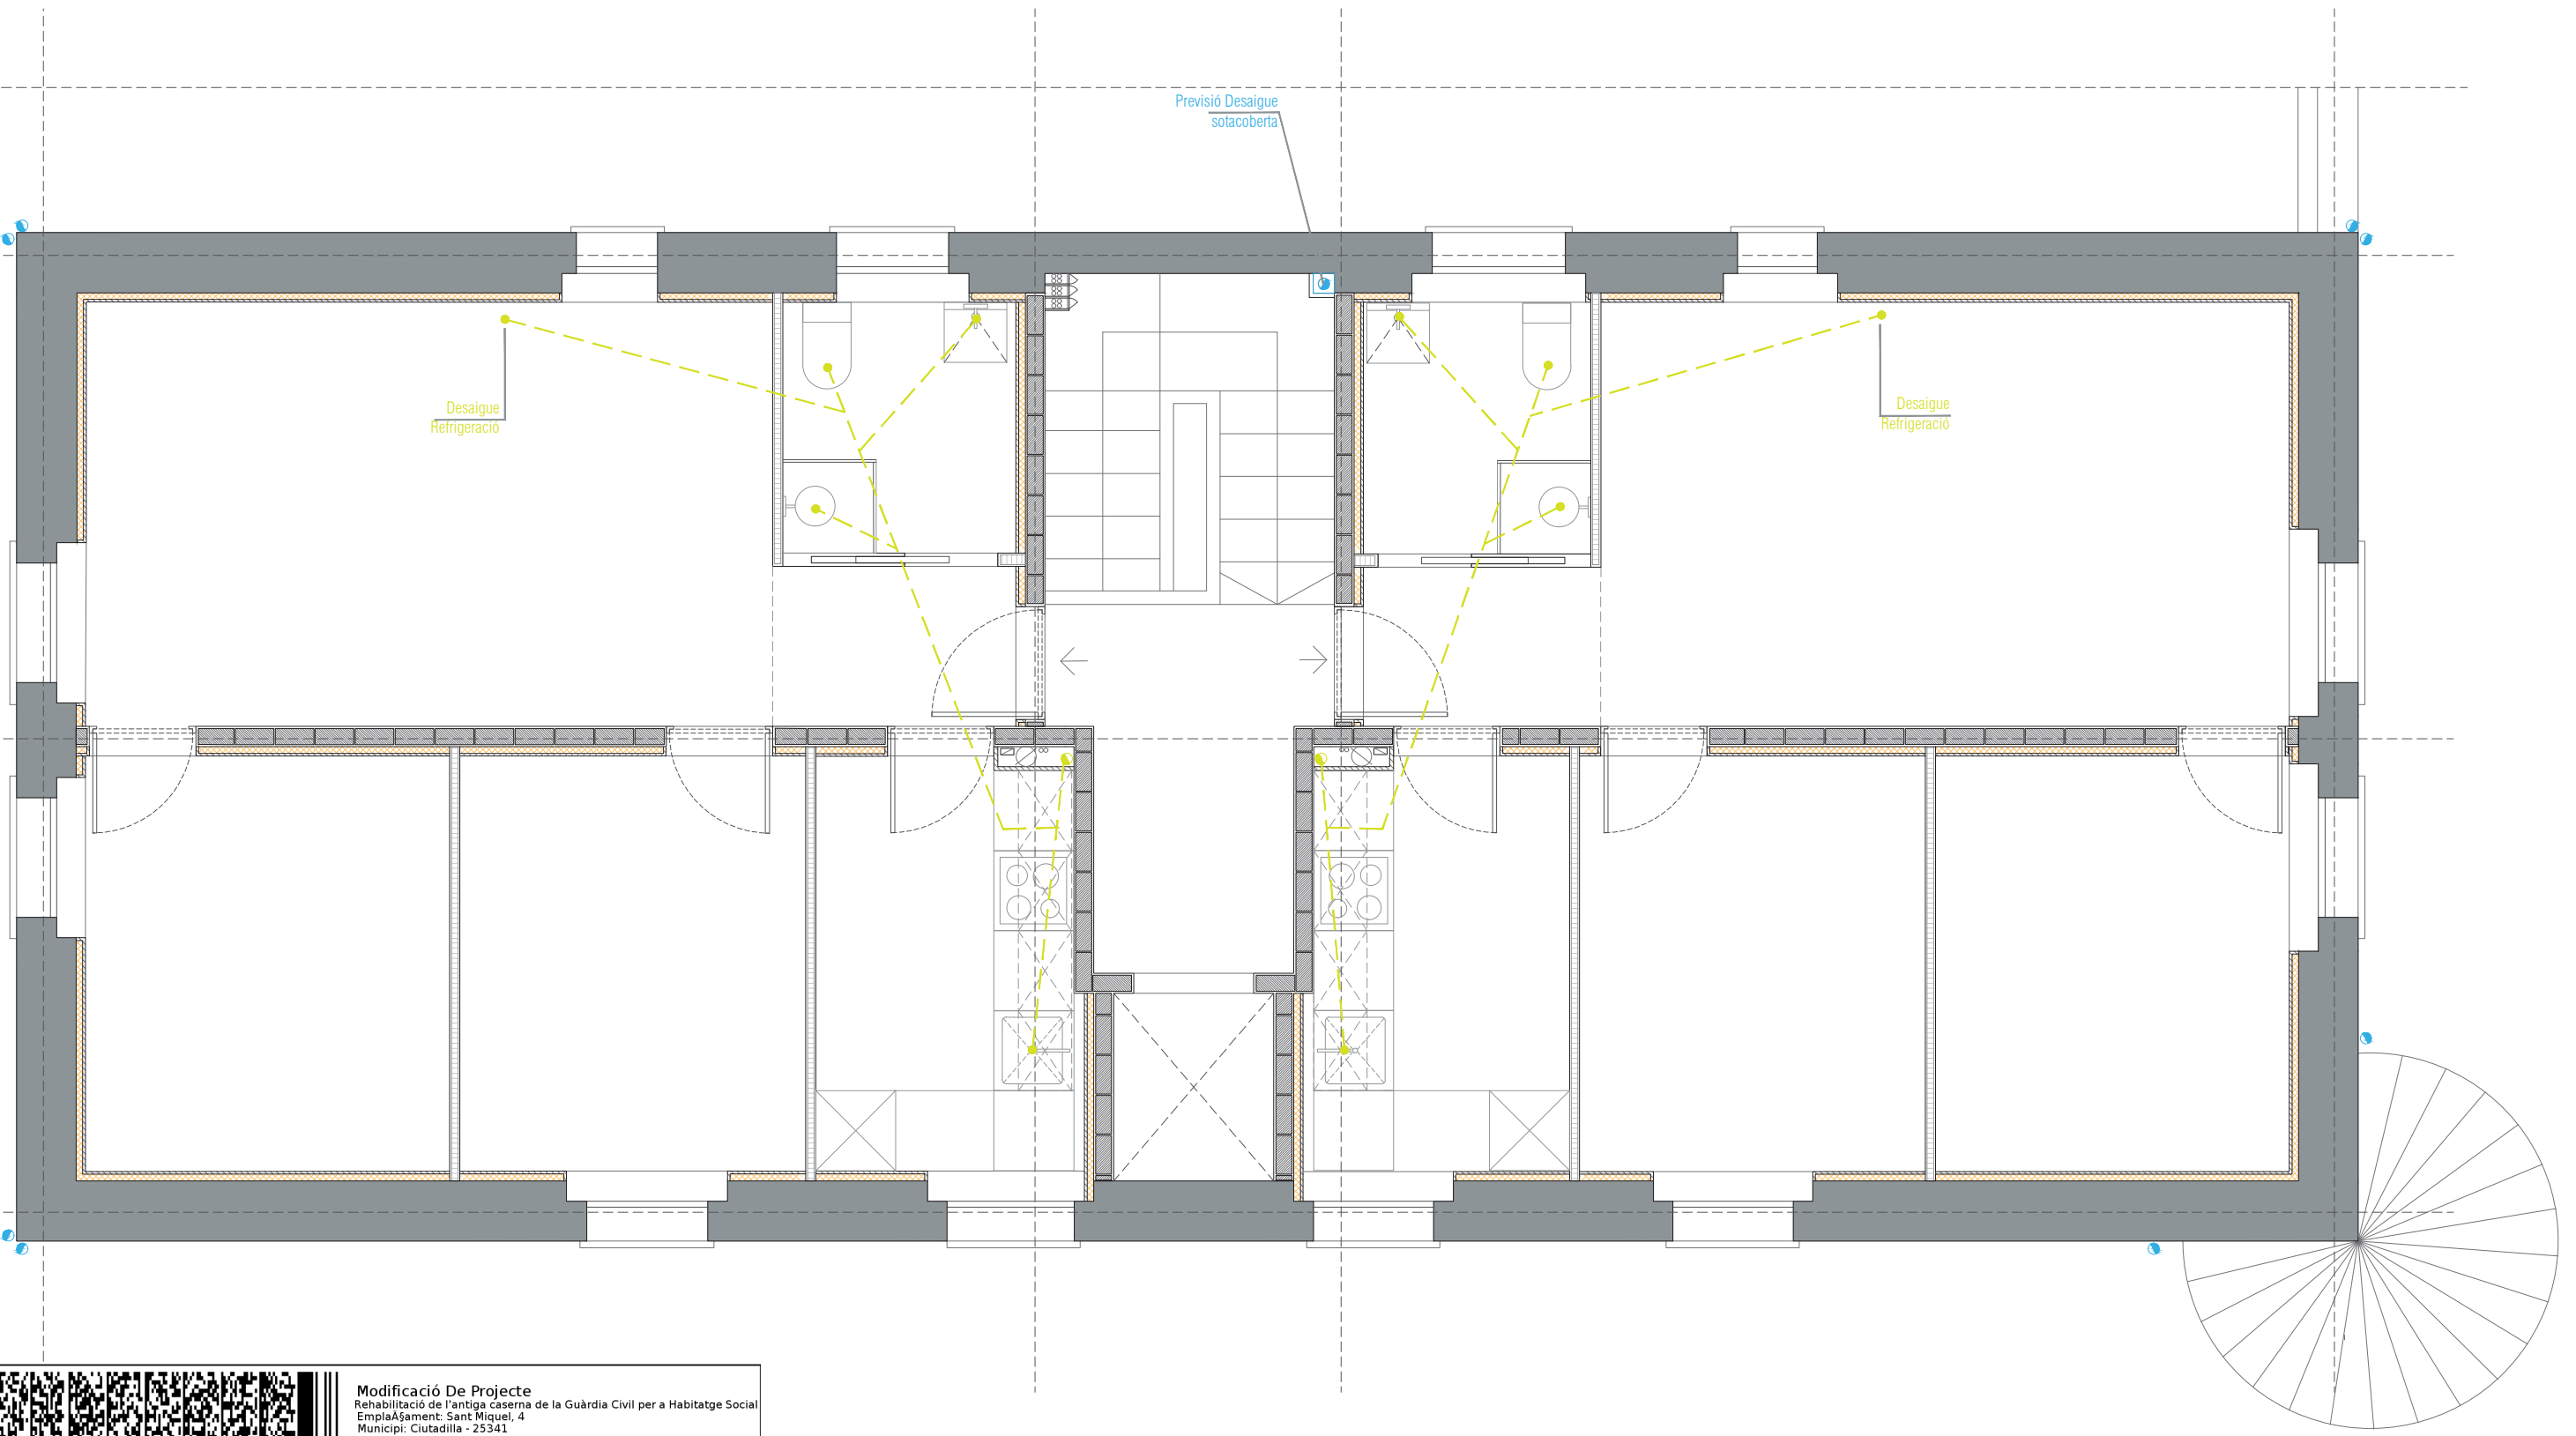 Previsió Desaigue
sotacoberta
Desaigue
Refrigeració
Desaigue
Refrigeració
Modificació De Projecte
Rehabilitació de l'antiga caserna de la Guàrdia Civil per a Habitatge Social
EmplaÃ§ament: Sant Miquel, 4
Municipi: Ciutadilla - 25341